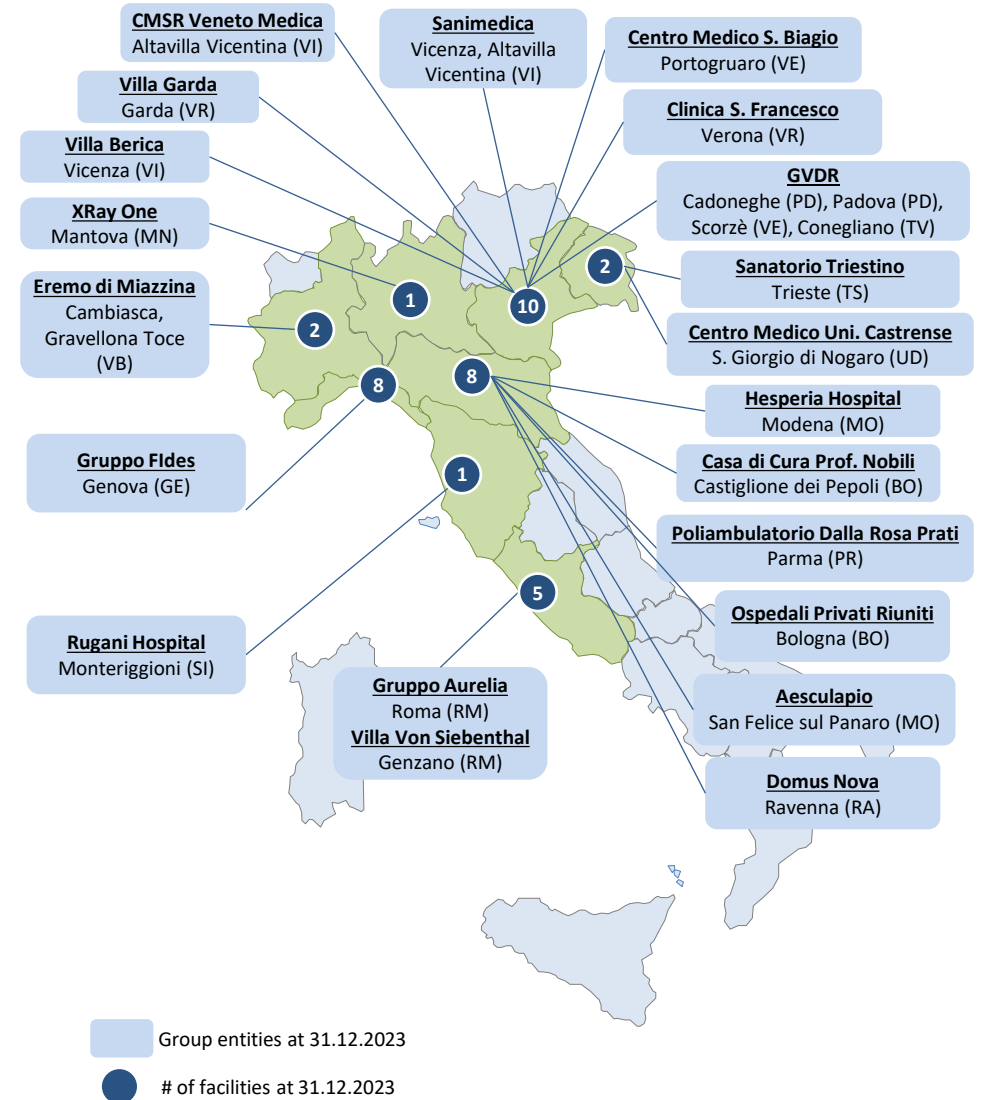 CMSR Veneto Medica
Altavilla Vicentina (VI)
Sanimedica
Vicenza, Altavilla
Vicentina (VI)
Centro Medico S. Biagio
Portogruaro (VE)
Villa Garda
Garda (VR)
Clinica S. Francesco
Verona (VR)
Villa Berica
Vicenza (VI)
GVDR
Cadoneghe (PD), Padova (PD),
Scorzè (VE), Conegliano (TV)
XRay One
Mantova (MN)
Sanatorio Triestino
Trieste (TS)
Eremo di Miazzina
Cambiasca,
Gravellona Toce
(VB)
Centro Medico Uni. Castrense
S. Giorgio di Nogaro (UD)
2
1
10
2
8
8
1
5
Hesperia Hospital
Modena (MO)
Gruppo FIdes
Genova (GE)
Casa di Cura Prof. Nobili
Castiglione dei Pepoli (BO)
Poliambulatorio Dalla Rosa Prati
Parma (PR)
Ospedali Privati Riuniti
Bologna (BO)
Rugani Hospital
Monteriggioni (SI)
Gruppo Aurelia
Roma (RM)
Villa Von Siebenthal
Genzano (RM)
Aesculapio
San Felice sul Panaro (MO)
Domus Nova
Ravenna (RA)
Group entities at 31.12.2023
# of facilities at 31.12.2023